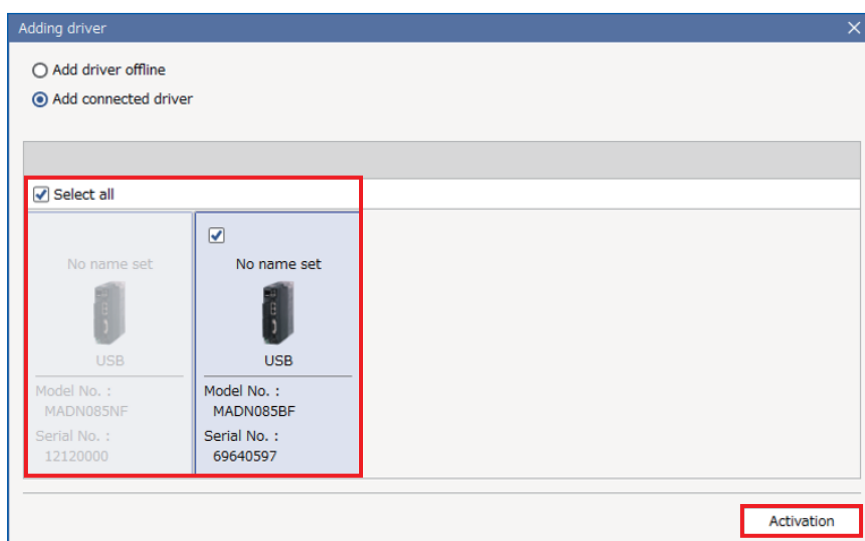 Adding driver
Add driver offline
Add connected driver
Select all
No name set
USB
Model No. :
MADN085NF
Serial No. :
12120000
No name set
USB
Model No. :
MADN085BF
Serial No. :
69640597
Activation